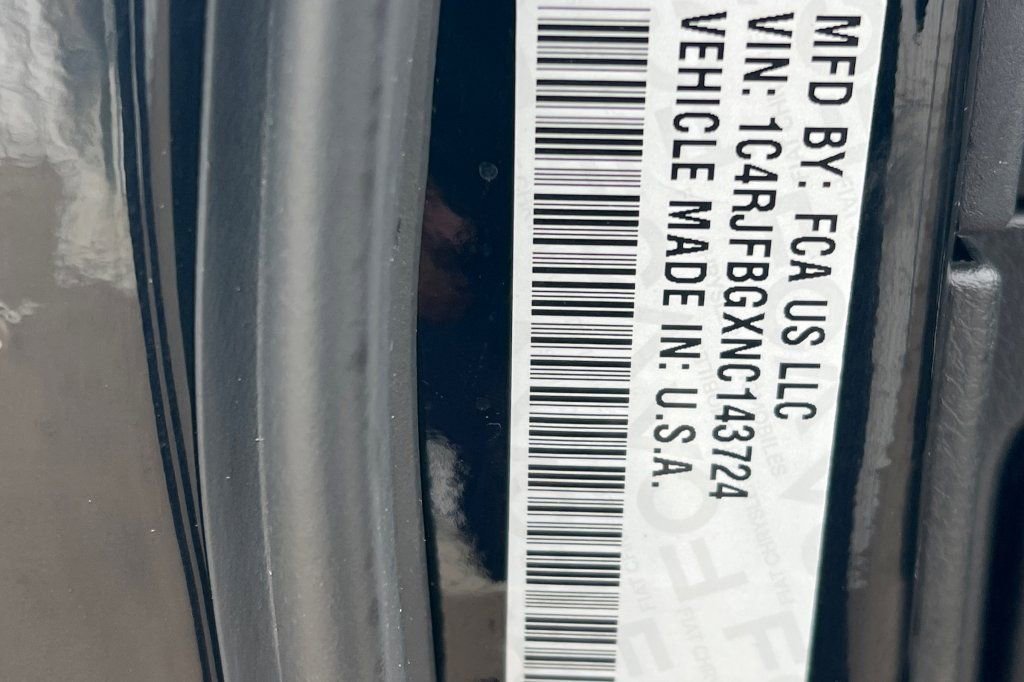 MFD BY: FCA US LLC
VIN: 1C4RJFBGXNC143724
VEHICLE MADE IN: U.S.A.